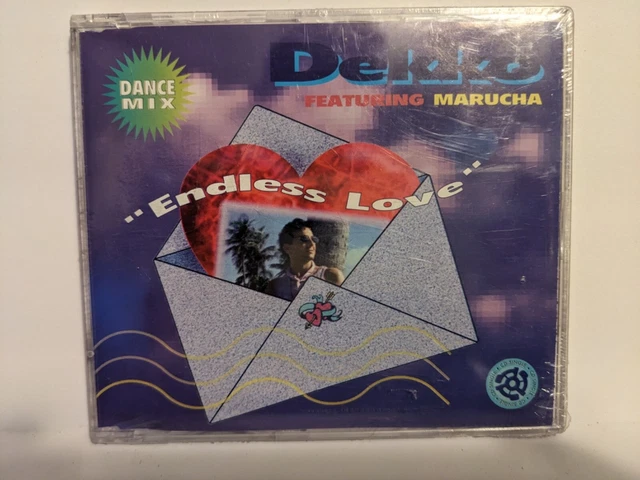 DANCE
MIX
Dekko
FEATURING MARUCHA
"Endless Love"